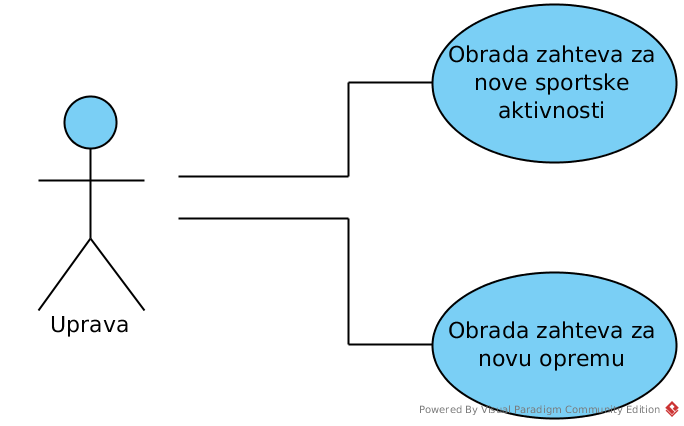 Obrada zahteva za
nove sportske
aktivnosti
Uprava
Obrada zahteva za
novu opremu
Powered By Visual Paradigm Community Edition